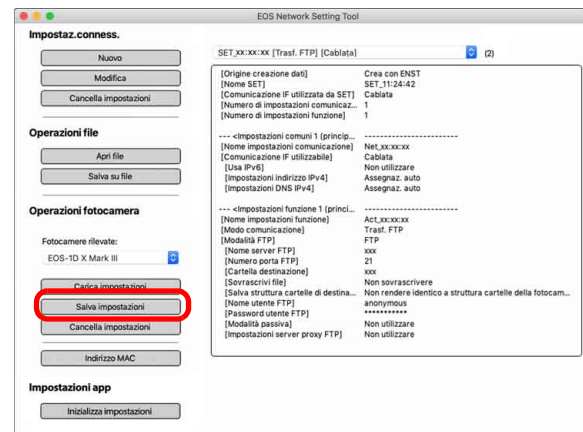 EOS Network Setting Tool
Impostaz.conness.
Nuovo
Modifica
Cancella impostazioni
Operazioni file
Apri file
Salva su file
Operazioni fotocamera
Fotocamere rilevate:
EOS-1D X Mark III
Carica impostazioni
Salva impostazioni
Cancella impostazioni
Indirizzo MAC
Impostazioni app
Inizializza impostazioni
SET_xx:xx:xx [Trasf. FTP] [Cablata] (2)
[Origine creazione dati] Crea con ENST
[Nome SET] SET_11:24:42
[Comunicazione IF utilizzata da SET] Cablata
[Numero di impostazioni comunicaz... 1
[Numero di impostazioni funzione] 1
--- <Impostazioni comuni 1 (princip... ------------------------
[Nome impostazioni comunicazione] Net_xx:xx:xx
[Comunicazione IF utilizzabile] Cablata
[Usa IPv6] Non utilizzare
[Impostazioni indirizzo IPv4] Assegnaz. auto
[Impostazioni DNS IPv4] Assegnaz. auto
--- <Impostazioni funzione 1 (princi... ------------------------
[Nome impostazioni funzione] Act_xx:xx:xx
[Modo comunicazione] Trasf. FTP
[Modalità FTP] FTP
[Nome server FTP] xxx
[Numero porta FTP] 21
[Cartella destinazione] xxx
[Sovrascrivi file] Non sovrascrivere
[Salva struttura cartelle di destina... Non rendere identico a struttura cartelle della fotocam...
[Nome utente FTP] anonymous
[Password utente FTP] ***********
[Modalità passiva] Non utilizzare
[Impostazioni server proxy FTP] Non utilizzare